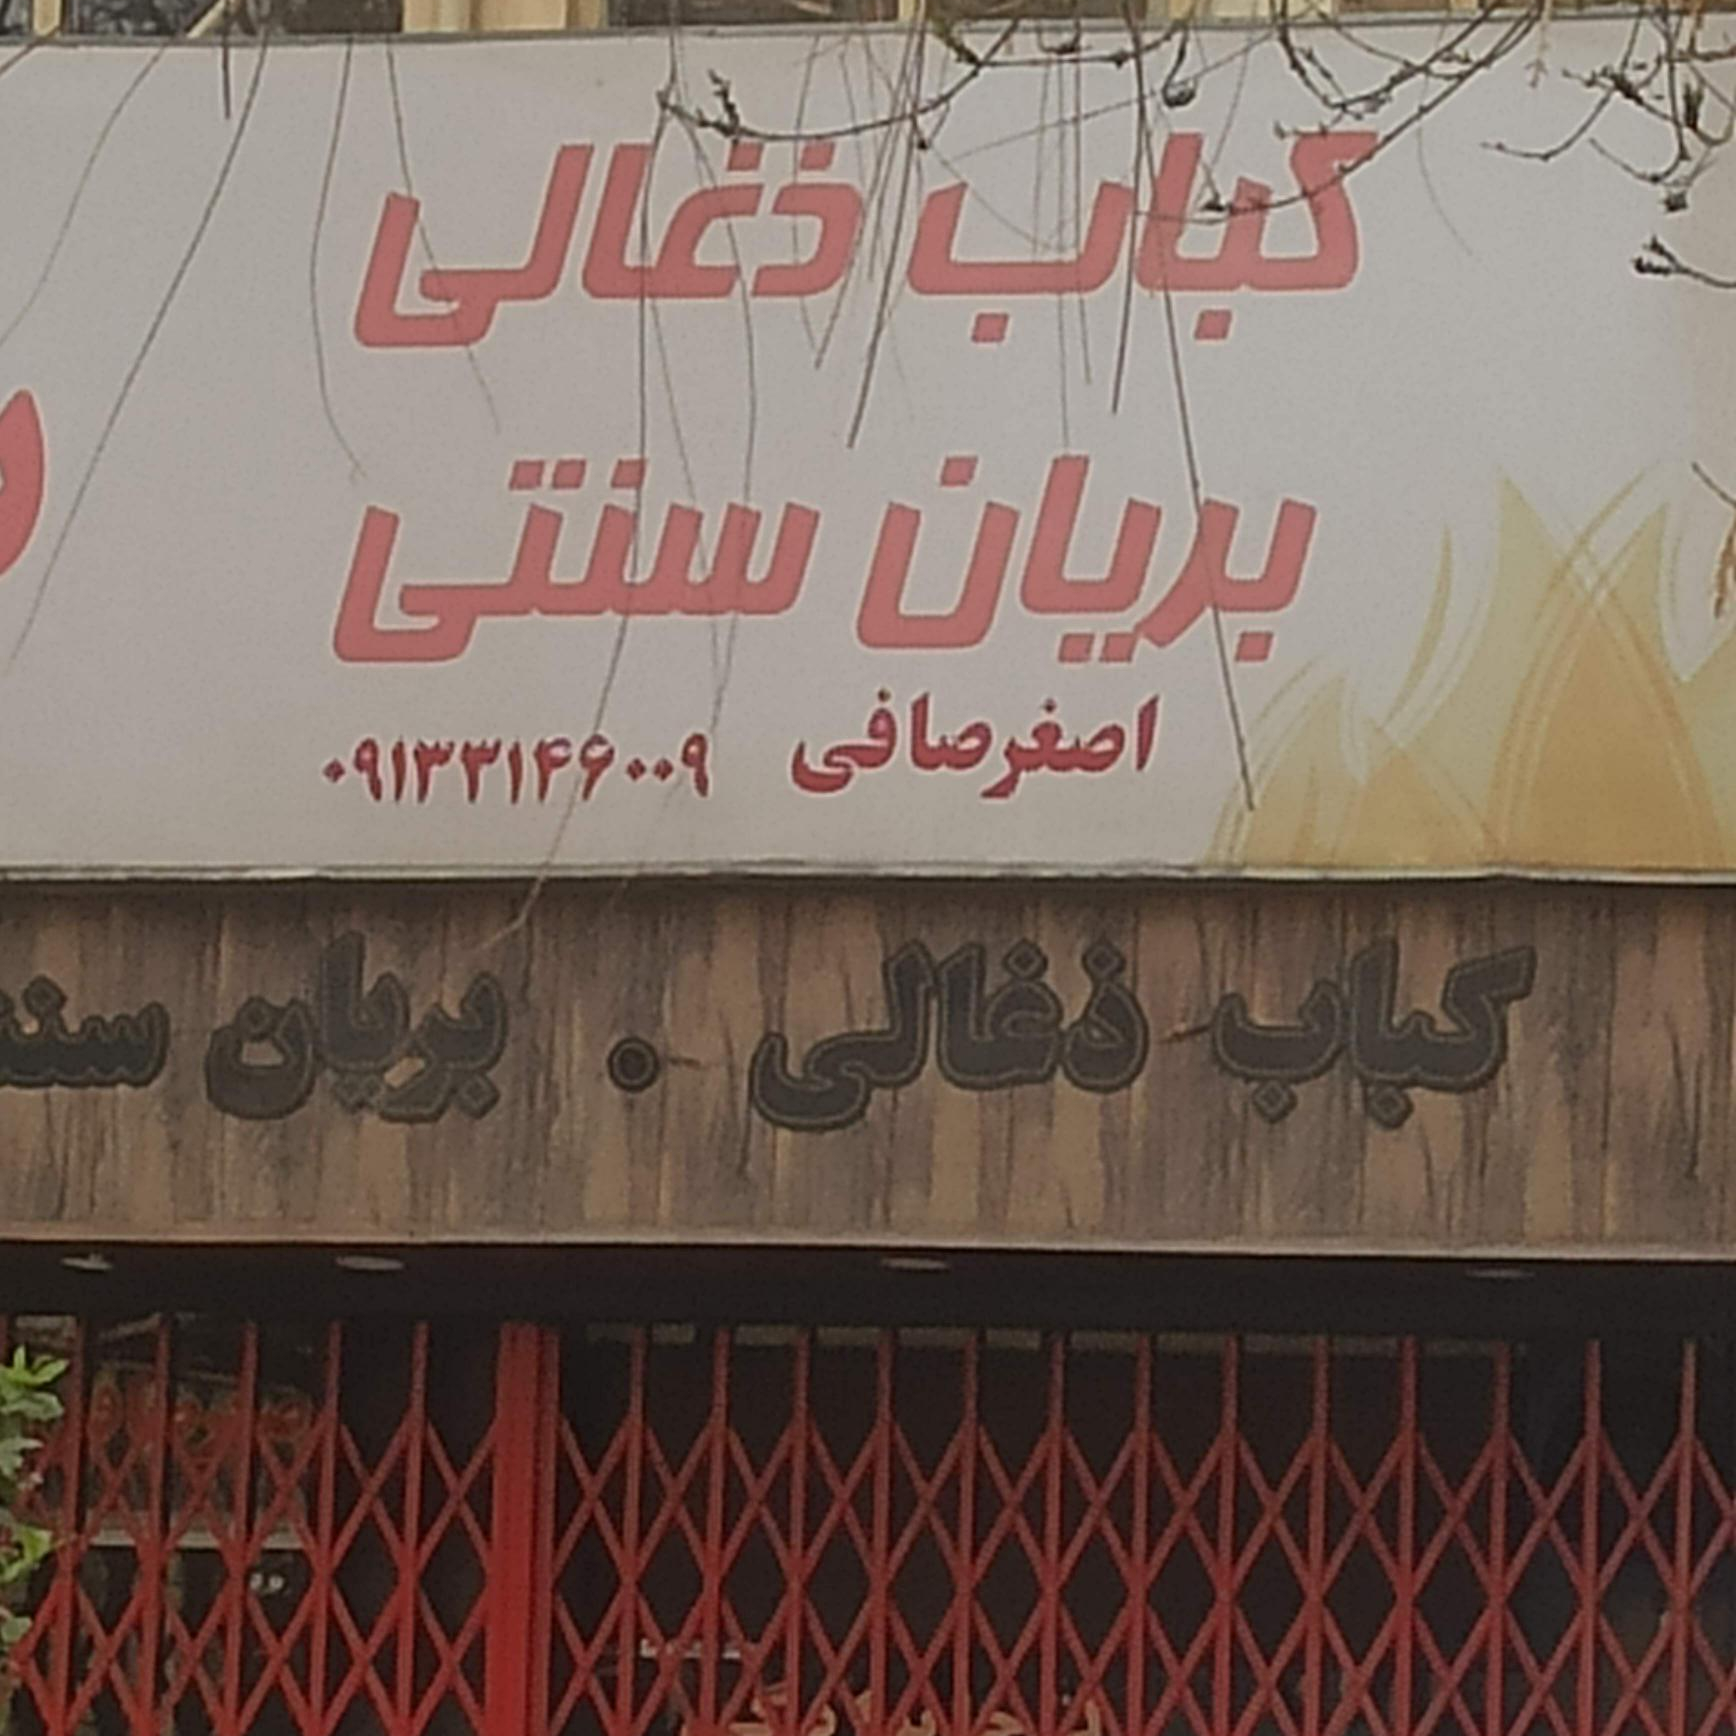 کباب ذغالی
بریان سنتی
اصغرصافی ۰۹۱۳۳۱۴۶۰۰۹
کباب ذغالی . بریان